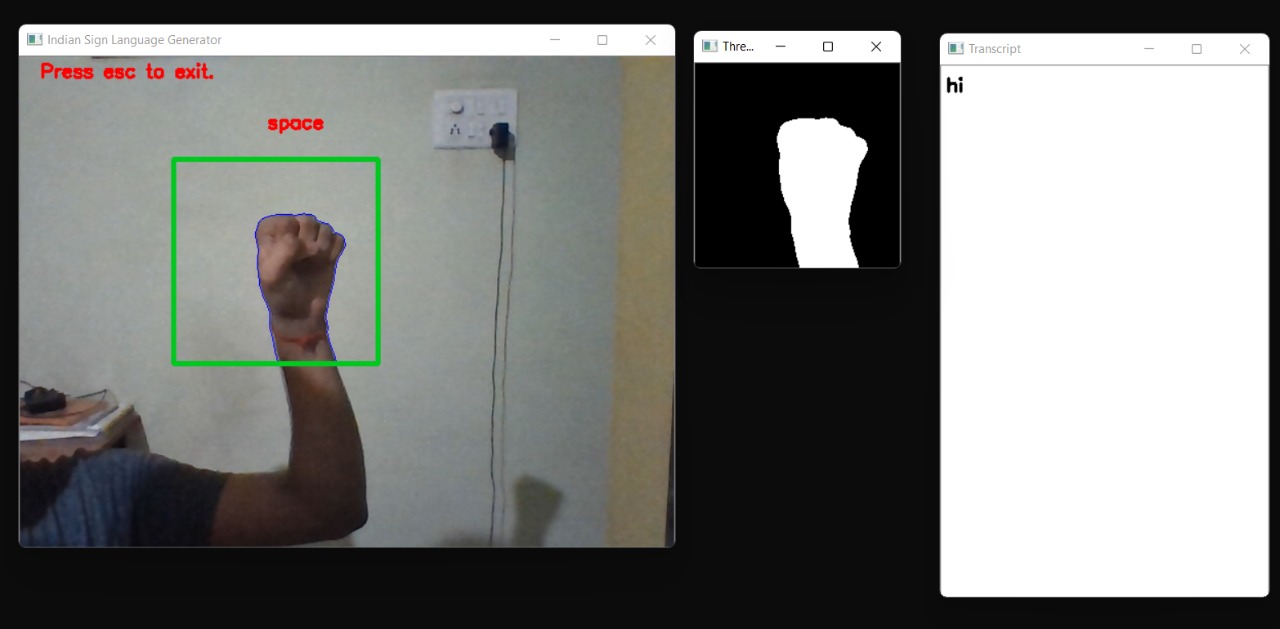 Indian Sign Language Generator
Press esc to exit.
space
Thre...
Transcript
hi